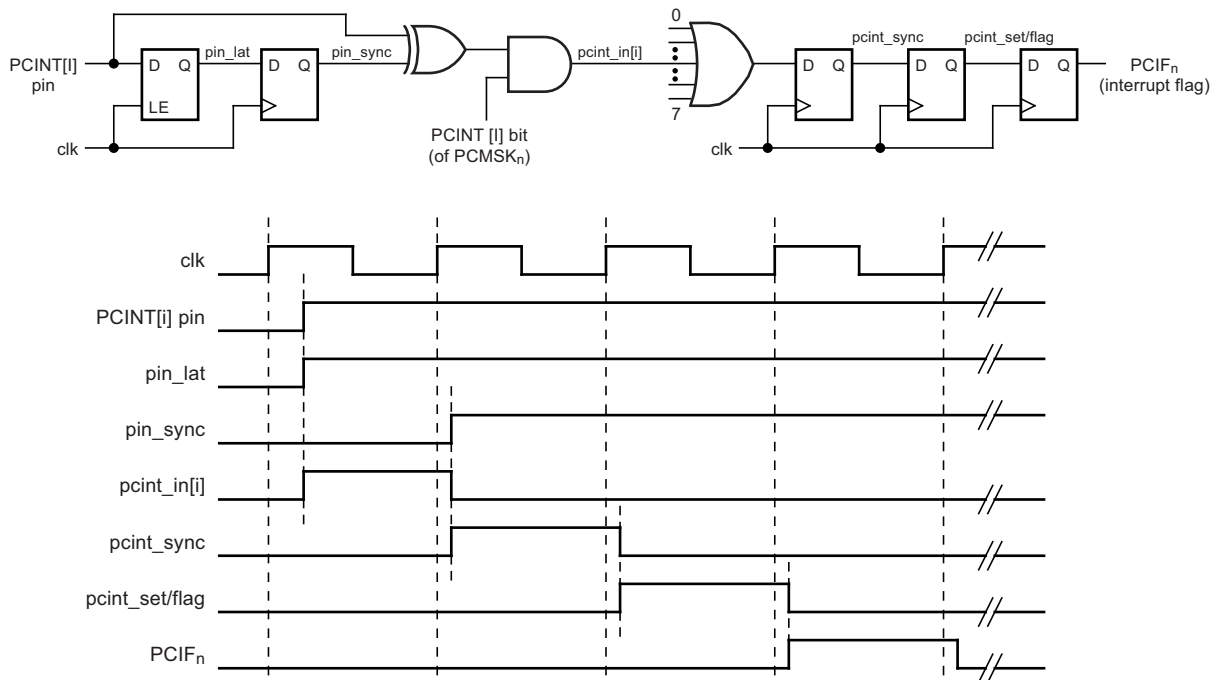 PCINT[I]
pin
D Q
LE
pin_lat
D Q
pin_sync
clk
PCINT [I] bit
(of PCMSKn)
pcint_in[i]
0
7
D Q
pcint_sync
D Q
pcint_set/flag
D Q
PCIFn
(interrupt flag)
clk
clk
PCINT[i] pin
pin_lat
pin_sync
pcint_in[i]
pcint_sync
pcint_set/flag
PCIFn